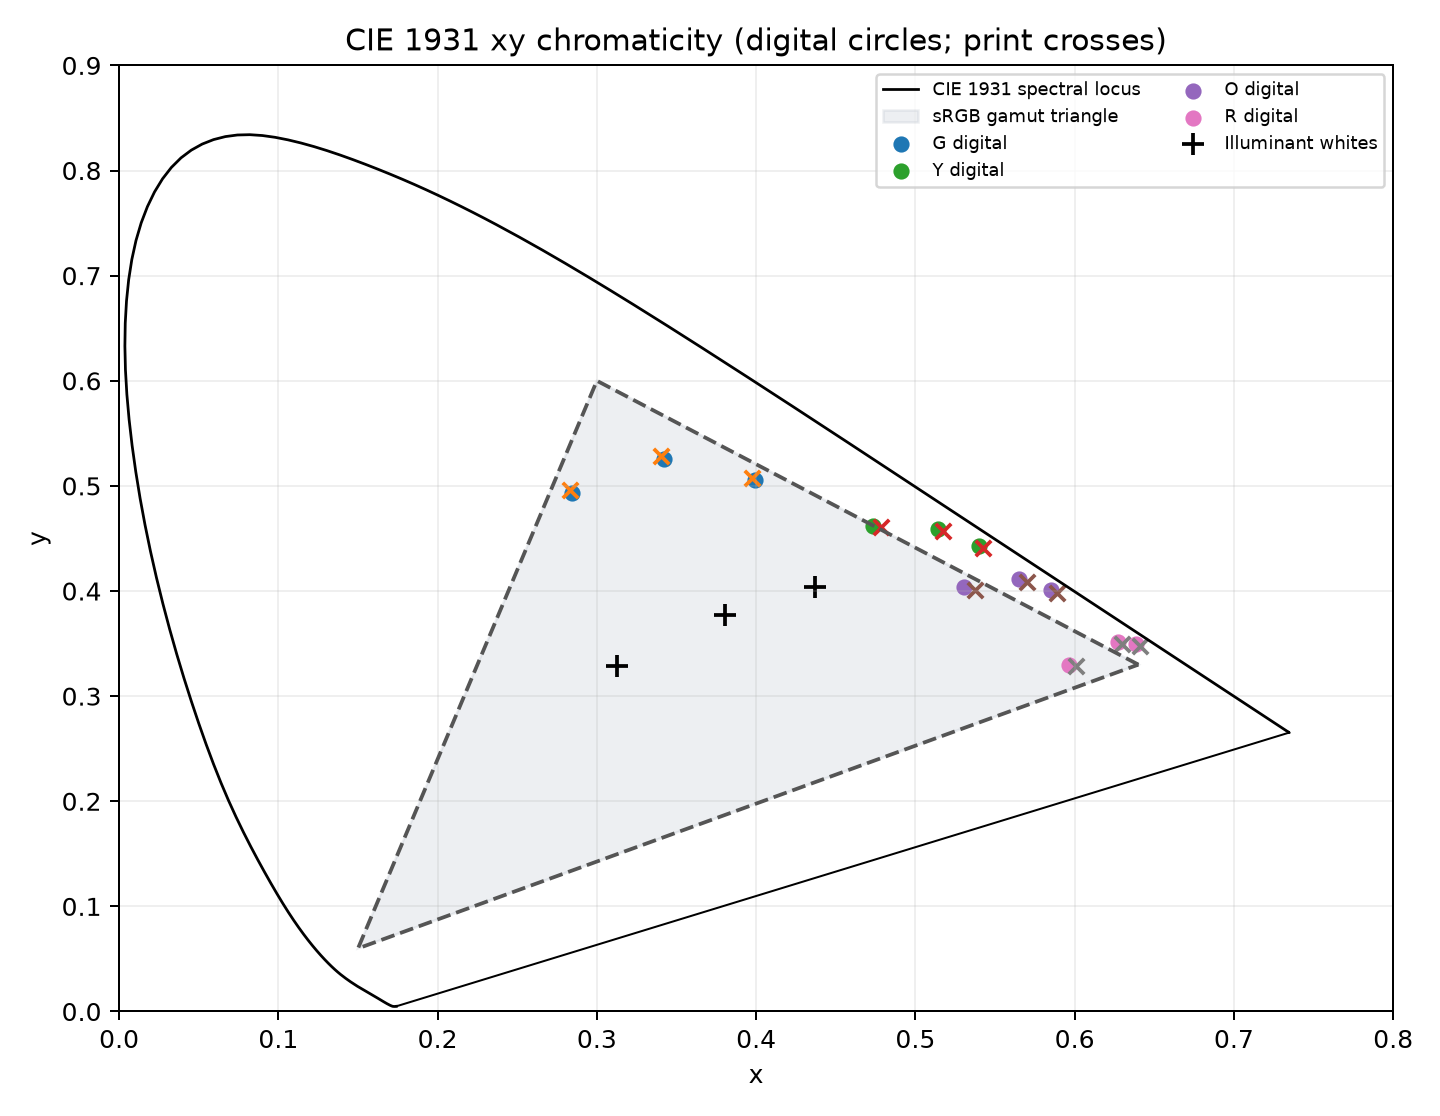 CIE 1931 xy chromaticity (digital circles; print crosses)
CIE 1931 spectral locus
sRGB gamut triangle
G digital
Y digital
O digital
R digital
Illuminant whites
y
0.9
0.8
0.7
0.6
0.5
0.4
0.3
0.2
0.1
0.0
0.0 0.1 0.2 0.3 0.4 0.5 0.6 0.7 0.8
x